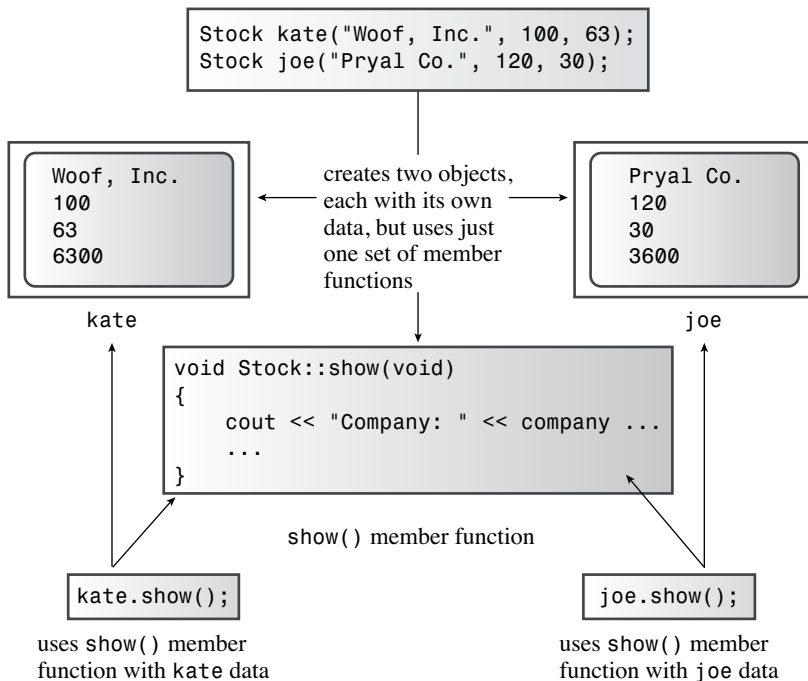 Stock kate("Woof, Inc.", 100, 63);
Stock joe("Pryal Co.", 120, 30);
Woof, Inc.
100
63
6300
kate
creates two objects,
each with its own
data, but uses just
one set of member
functions
Pryal Co.
120
30
3600
joe
void Stock::show(void)
{
    cout << "Company: " << company ...
    ...
}
show() member function
kate.show();
uses show() member
function with kate data
joe.show();
uses show() member
function with joe data